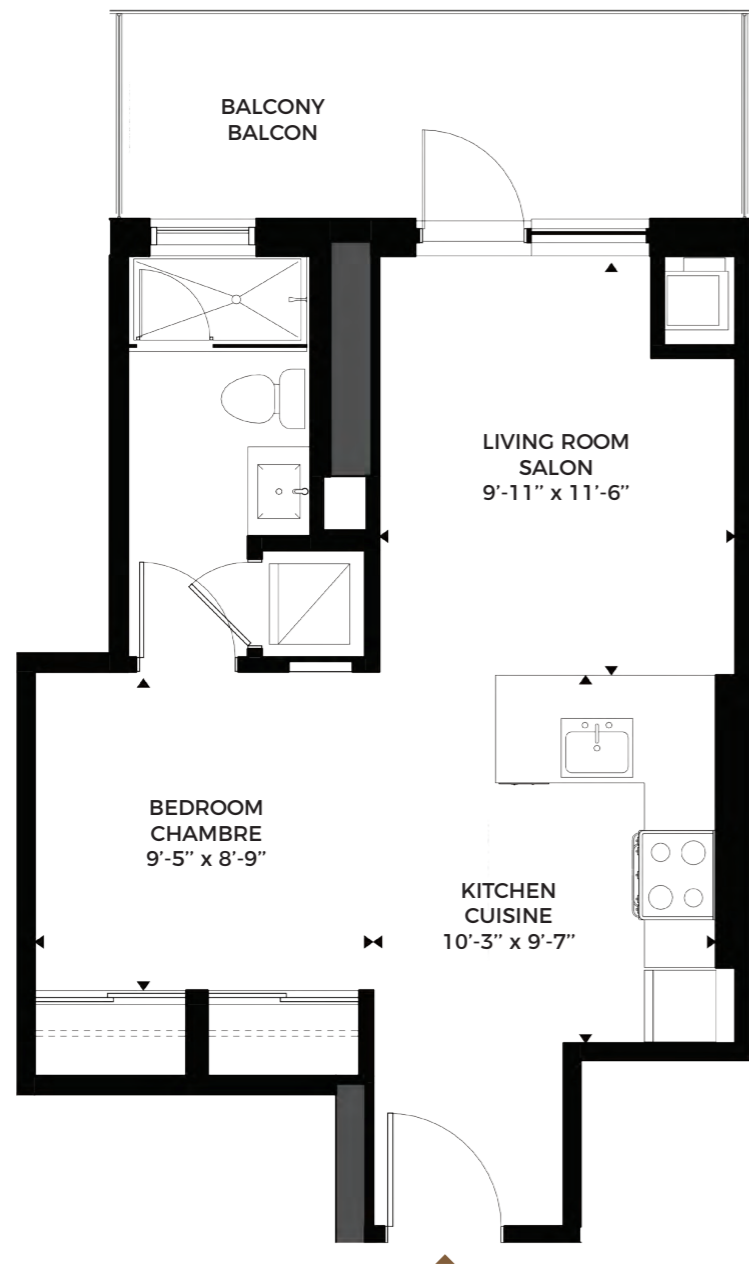 BALCONY
BALCON
LIVING ROOM
SALON
9’-11” x 11’-6”
BEDROOM
CHAMBRE
9’-5” x 8’-9”
KITCHEN
CUISINE
10’-3” x 9’-7”